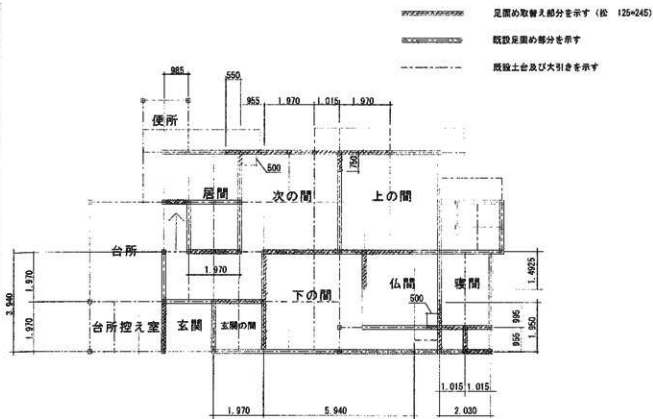 足固め取替え部分を示す(松 125*245)
既設足固め部分を示す
既設土台及び大引きを示す
985
550
955
1.970
1.015
1.970
便所
500
750
居間
次の間
上の間
台所
1.970
下の間
仏間
寝間
500
1.4925
3.940
1.970
1.970
995
955
1.950
台所控え室
玄関
玄関の間
1.015
1.015
1.970
5.940
2.030